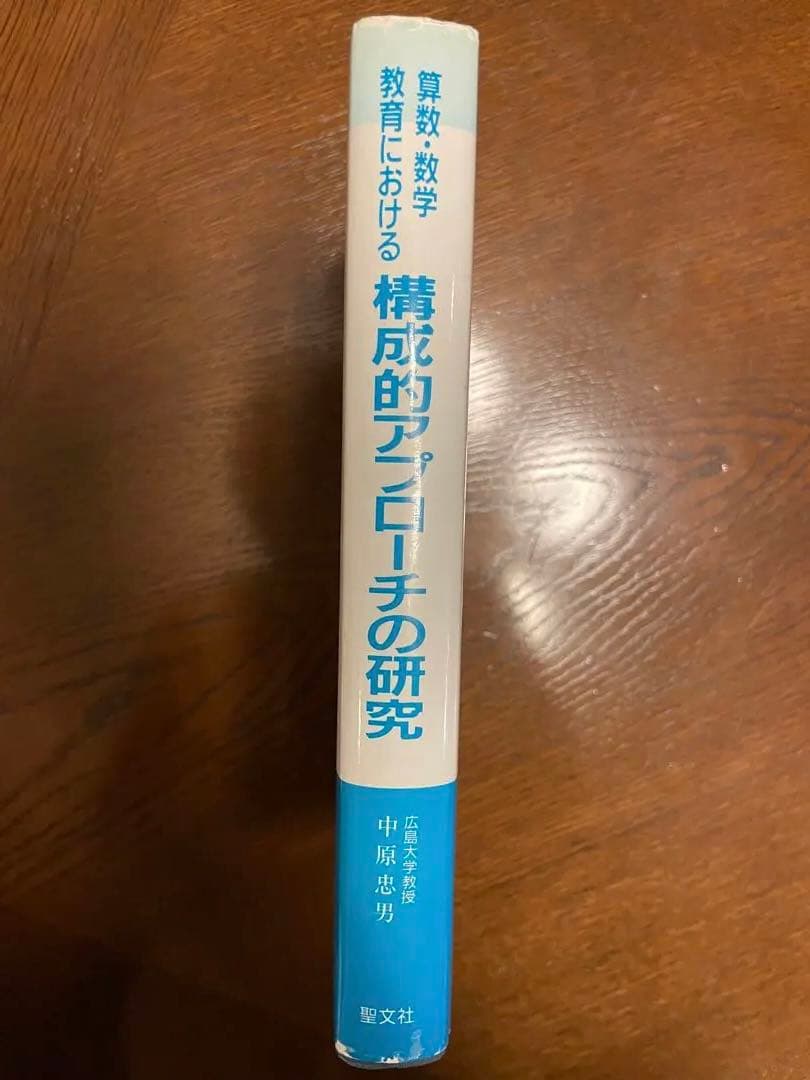 算数・数学
教育における
構成的アプローチの研究
広島大学教授
中原忠男
聖文社